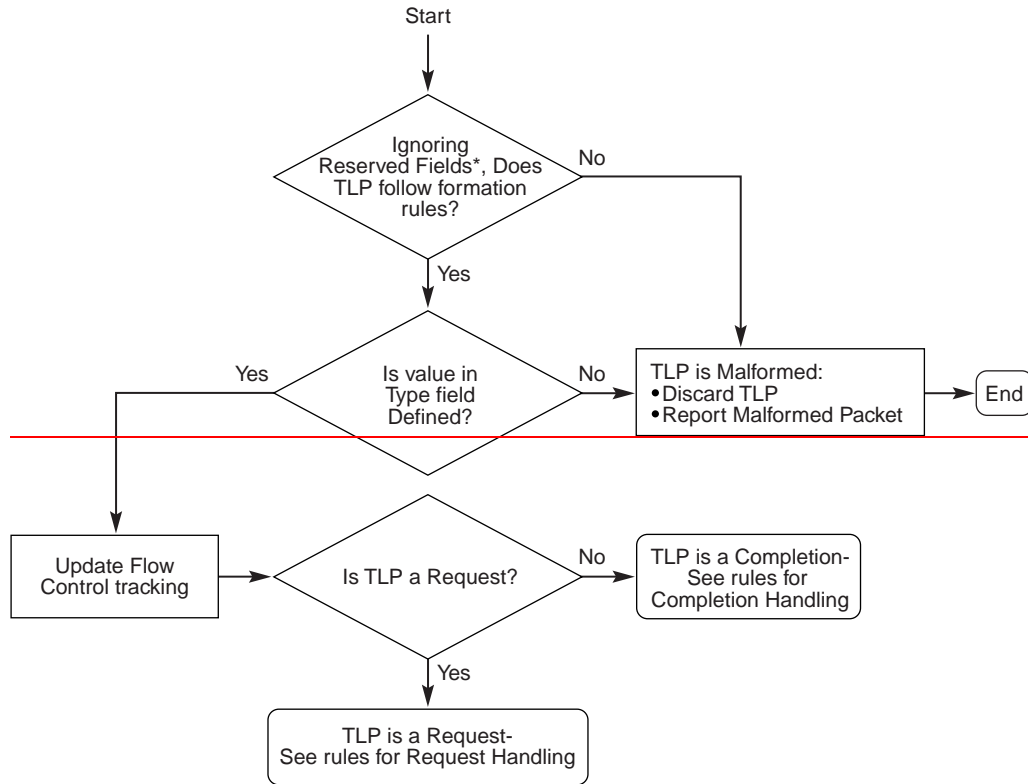 Start
Ignoring
Reserved Fields*, Does
TLP follow formation
rules?
No
Yes
Yes
Is value in
Type field
Defined?
No
TLP is Malformed:
•Discard TLP
•Report Malformed Packet
End
Update Flow
Control tracking
Is TLP a Request?
No
TLP is a Completion-
See rules for
Completion Handling
Yes
TLP is a Request-
See rules for Request Handling